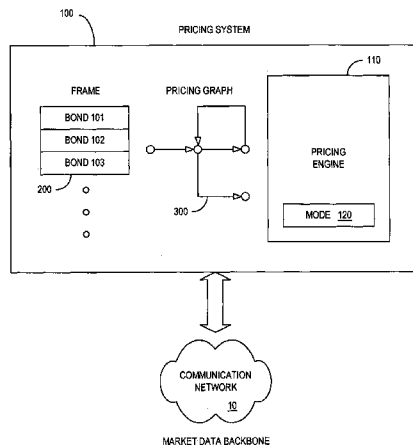 PRICING SYSTEM
100
110
FRAME
PRICING GRAPH
BOND 101
BOND 102
BOND 103
200
300
PRICING
ENGINE
MODE 120
COMMUNICATION
NETWORK
10
MARKET DATA BACKBONE